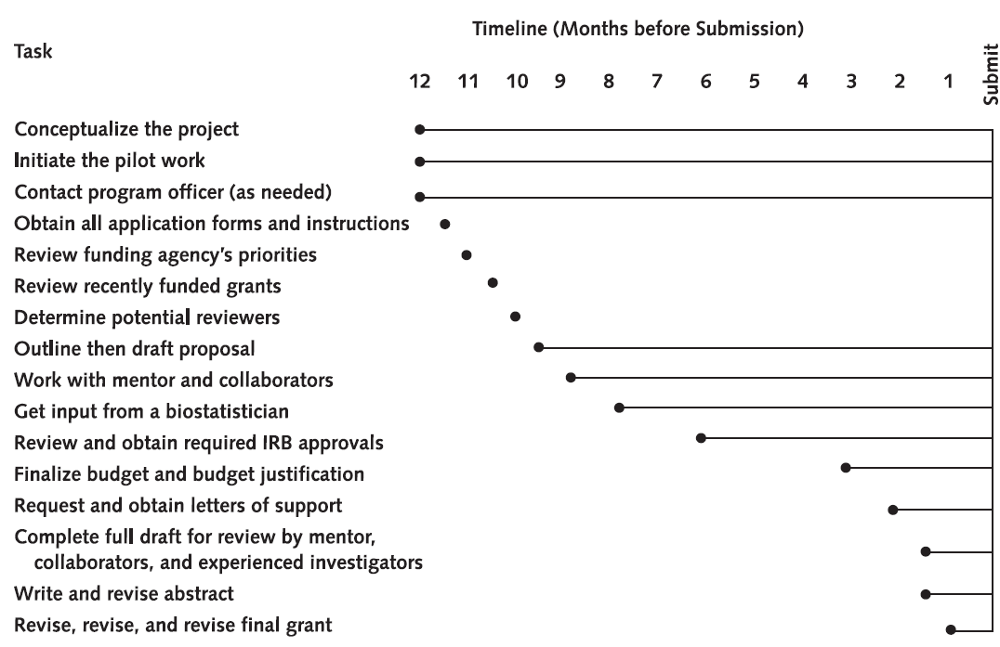 Timeline (Months before Submission)
Task
12 11 10 9 8 7 6 5 4 3 2 1 Submit
Conceptualize the project
Initiate the pilot work
Contact program officer (as needed)
Obtain all application forms and instructions
Review funding agency's priorities
Review recently funded grants
Determine potential reviewers
Outline then draft proposal
Work with mentor and collaborators
Get input from a biostatistician
Review and obtain required IRB approvals
Finalize budget and budget justification
Request and obtain letters of support
Complete full draft for review by mentor,
collaborators, and experienced investigators
Write and revise abstract
Revise, revise, and revise final grant